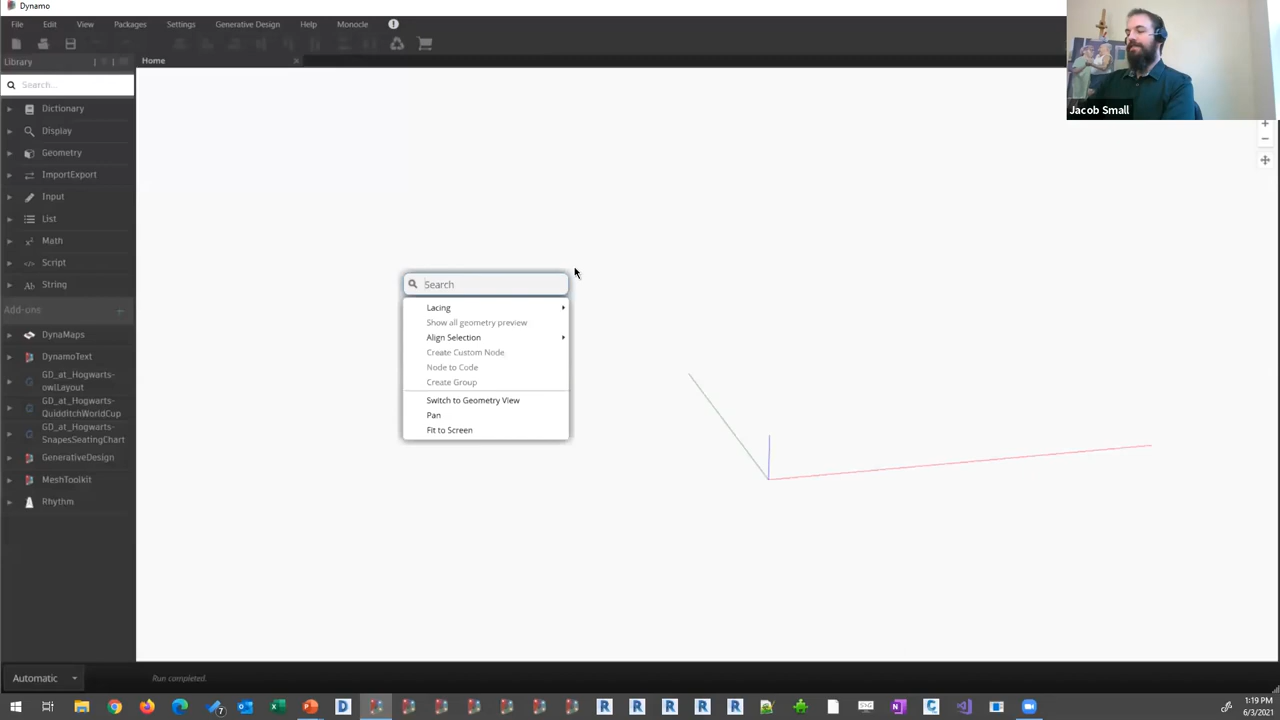 Dynamo
File Edit View Packages Settings Generative Design Help Monocle
Library
Home
Search...
Dictionary
Display
Geometry
ImportExport
Input
List
Math
Script
String
Add-ons
DynaMaps
DynamoText
GD_at_Hogwarts-
owlLayout
GD_at_Hogwarts-
QuidditchWorldCup
GD_at_Hogwarts-
SnapesSeatingChart
GenerativeDesign
MeshToolkit
Rhythm
Search
Lacing
Show all geometry preview
Align Selection
Create Custom Node
Node to Code
Create Group
Switch to Geometry View
Pan
Fit to Screen
Jacob Small
Automatic
Run completed.
1:19 PM
6/3/2021